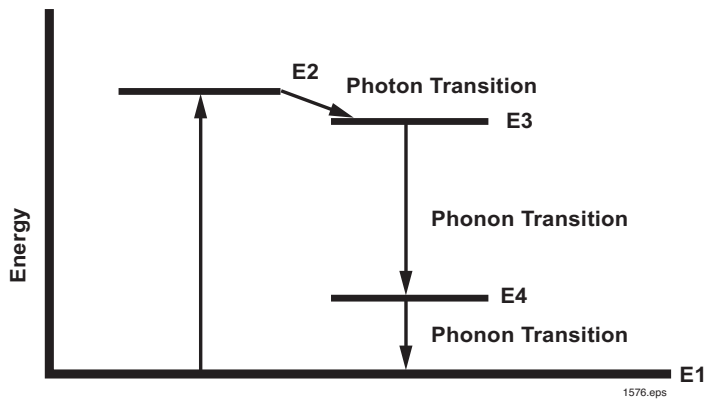 E2
Photon Transition
E3
Phonon Transition
Energy
E4
Phonon Transition
E1
1576.eps